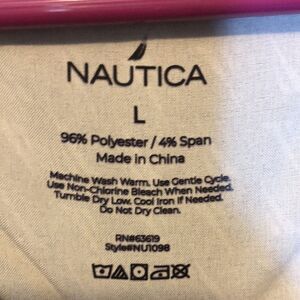 NAUTICA
L
96% Polyester / 4% Span
Made in China
Machine Wash Warm. Use Gentle Cycle.
Use Non-Chlorine Bleach When Needed.
Tumble Dry Low. Cool Iron If Needed.
Do Not Dry Clean.
RN#63619
Style#NU1098